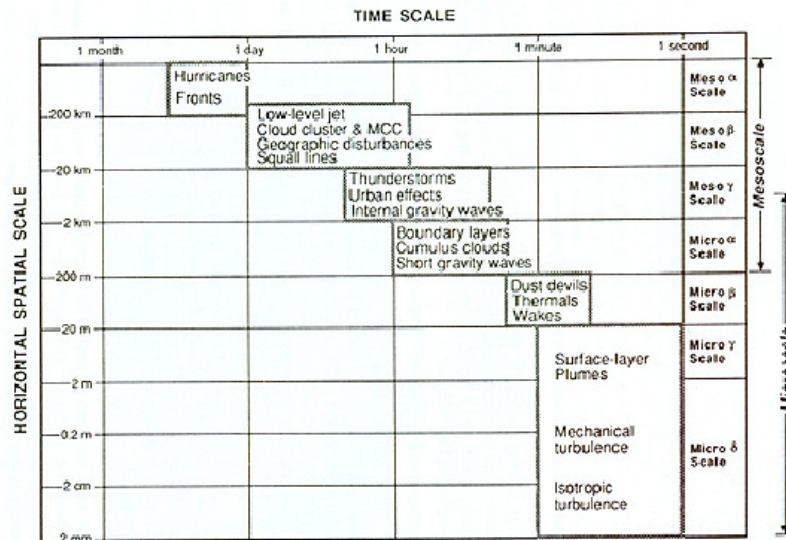 TIME SCALE
1 month 1 day 1 hour 1 minute 1 second
HORIZONTAL SPATIAL SCALE
Hurricanes
Fronts
Meso α
Scale
200 km
Low-level jet
Cloud cluster & MCC
Geographic disturbances
Squall lines
Meso β
Scale
Mesoscale
20 km
Thunderstorms
Urban effects
Internal gravity waves
Meso γ
Scale
2 km
Boundary layers
Cumulus clouds
Short gravity waves
Micro α
Scale
200 m
Dust devils
Thermals
Wakes
Micro β
Scale
20 m
Surface-layer
Plumes
Micro γ
Scale
2 m
0.2 m
Mechanical
turbulence
Micro δ
Scale
2 cm
Isotropic
turbulence
2 mm